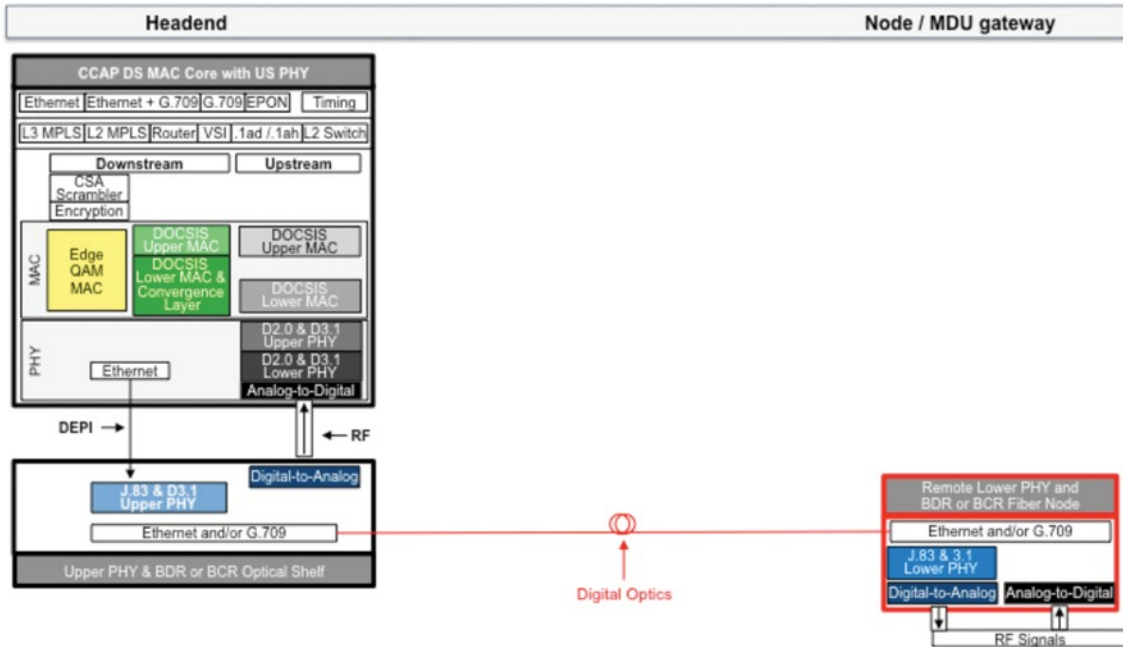 Headend
Node / MDU gateway
CCAP DS MAC Core with US PHY
Ethernet Ethernet + G.709 G.709 EPON Timing
L3 MPLS L2 MPLS Router VSI .1ad /.1ah L2 Switch
Downstream
Upstream
CSA
Scrambler
Encryption
MAC
Edge
QAM
MAC
DOCSIS
Upper MAC
DOCSIS
Lower MAC &
Convergence
Layer
DOCSIS
Upper MAC
DOCSIS
Lower MAC
PHY
Ethernet
D2.0 & D3.1
Upper PHY
D2.0 & D3.1
Lower PHY
Analog-to-Digital
DEPI
RF
Digital-to-Analog
J.83 & D3.1
Upper PHY
Ethernet and/or G.709
Upper PHY & BDR or BCR Optical Shelf
Digital Optics
Remote Lower PHY and
BDR or BCR Fiber Node
Ethernet and/or G.709
J.83 & 3.1
Lower PHY
Digital-to-Analog
Analog-to-Digital
RF Signals